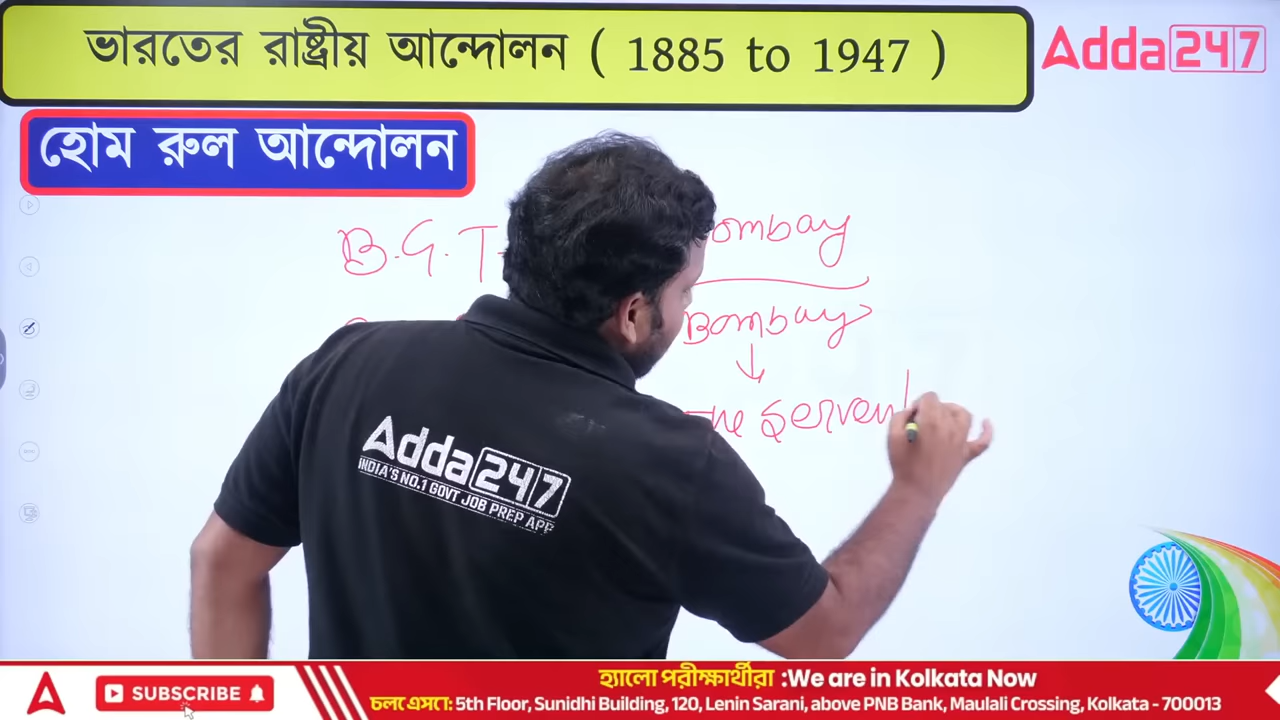 ভারতের রাষ্ট্রীয় আন্দোলন ( 1885 to 1947 )
Adda247
হোম রুল আন্দোলন
B.G.T.
ombay
Bombay
The Servent
Adda247
INDIA'S NO.1 GOVT JOB PREP APP
SUBSCRIBE
হ্যালো পরীক্ষার্থীরা :We are in Kolkata Now
চলে এসো: 5th Floor, Sunidhi Building, 120, Lenin Sarani, above PNB Bank, Maulali Crossing, Kolkata - 700013